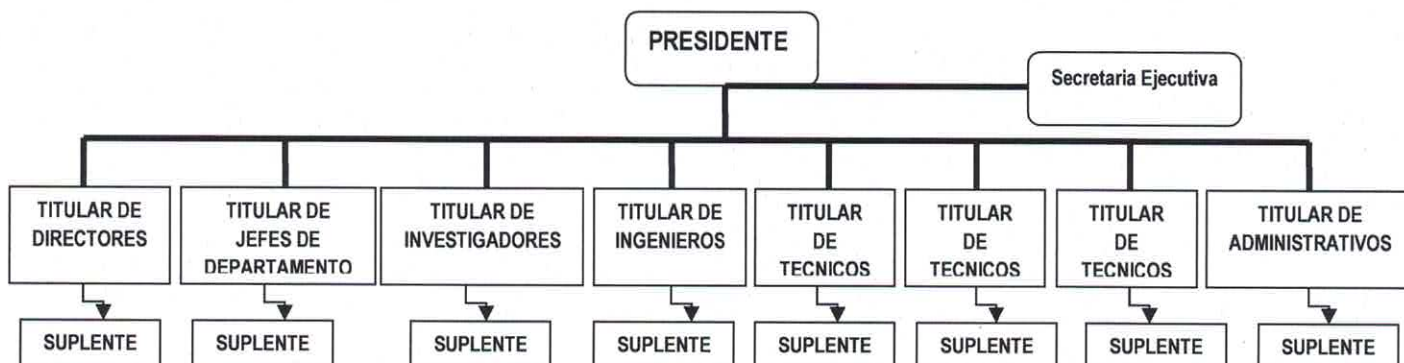 PRESIDENTE
Secretaria Ejecutiva
TITULAR DE
DIRECTORES
TITULAR DE
JEFES DE
DEPARTAMENTO
TITULAR DE
INVESTIGADORES
TITULAR DE
INGENIEROS
TITULAR
DE
TECNICOS
TITULAR
DE
TECNICOS
TITULAR
DE
TECNICOS
TITULAR DE
ADMINISTRATIVOS
SUPLENTE
SUPLENTE
SUPLENTE
SUPLENTE
SUPLENTE
SUPLENTE
SUPLENTE
SUPLENTE